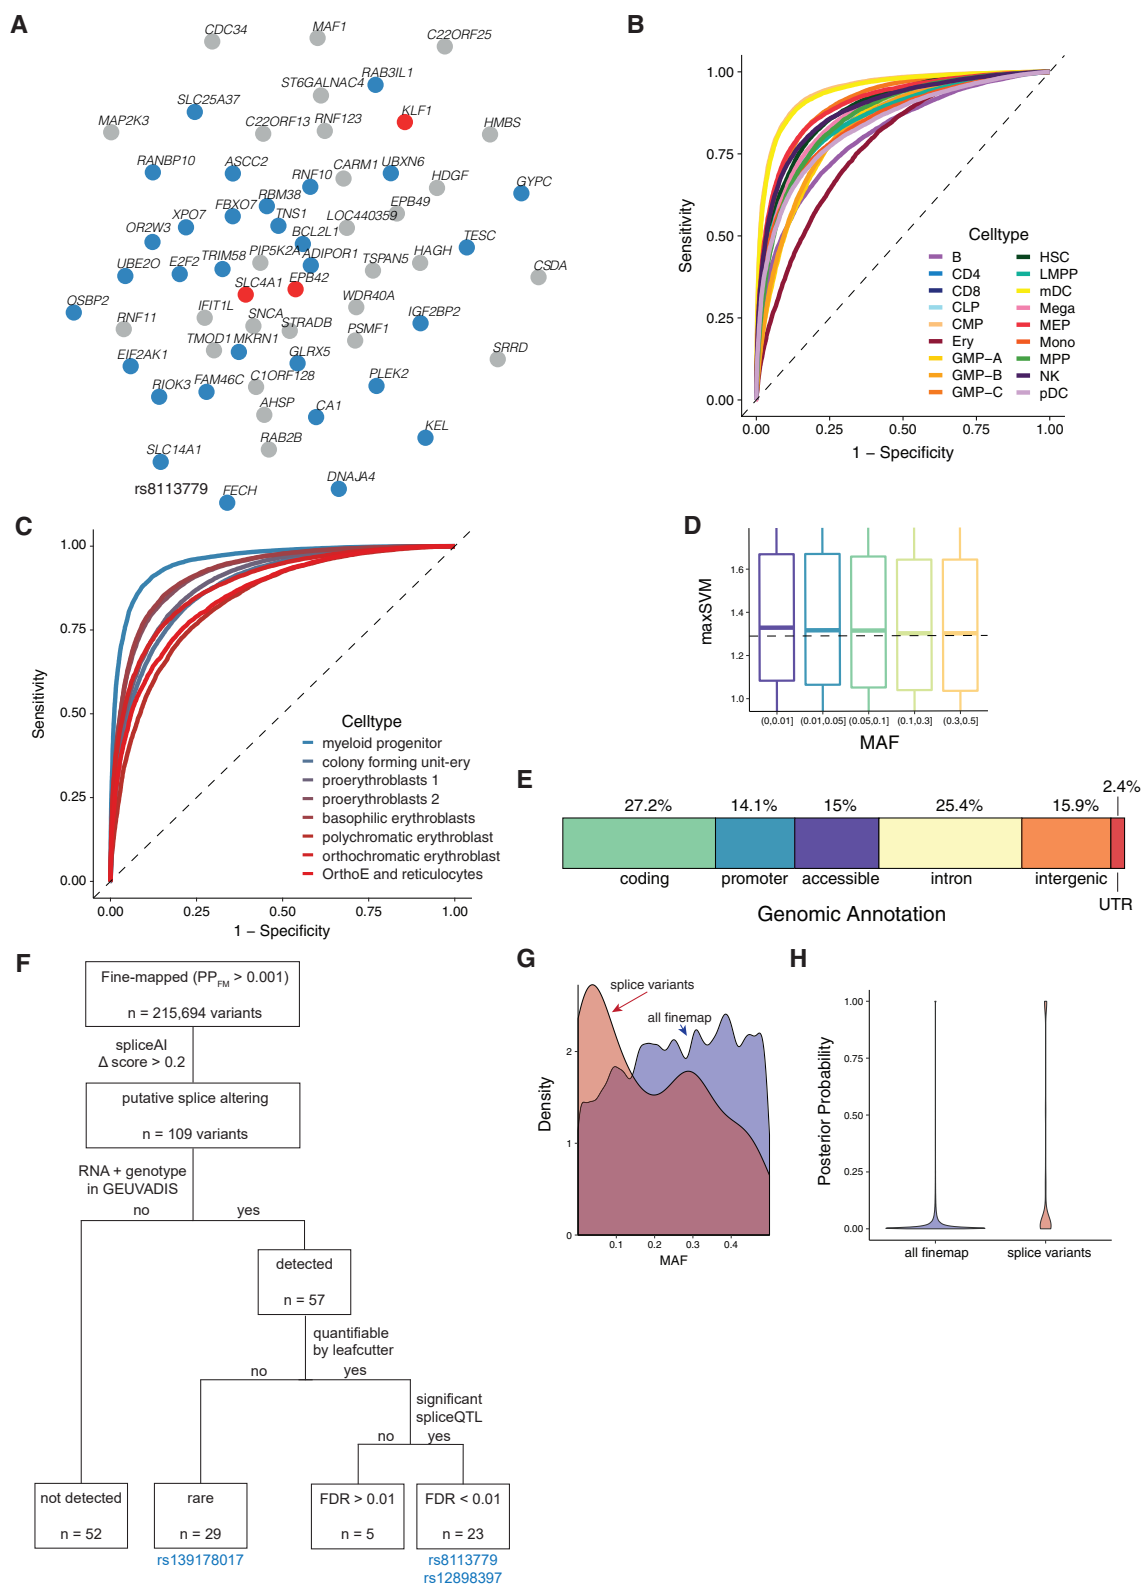 A
CDC34
MAF1
C22ORF25
RAB3IL1
ST6GALNAC4
SLC25A37
KLF1
MAP2K3
C22ORF13
RNF123
HMBS
RANBP10
ASCC2
RNF10
CARM1
UBXN6
HDGF
GYPC
FBXO7
RBM38
XPO7
TNS1
LOC440359
EPB49
OR2W3
BCL2L1
TESC
UBE2O
E2F2
TRIM58
PIP5K2A
ADIPOR1
TSPAN5
HAGH
CSDA
SLC4A1
EPB42
OSBP2
RNF11
IFIT1L
SNCA
STRADB
WDR40A
PSMF1
IGF2BP2
SRRD
TMOD1
MKRN1
EIF2AK1
GLRX5
RIOK3
FAM46C
C1ORF128
PLEK2
AHSP
CA1
KEL
SLC14A1
RAB2B
rs8113779
FECH
DNAJA4
B
Sensitivity
1.00
0.75
0.50
0.25
0.00
0.00
0.25
0.50
0.75
1.00
1 − Specificity
Celltype
B
CD4
CD8
CLP
CMP
Ery
GMP−A
GMP−B
GMP−C
HSC
LMPP
mDC
Mega
MEP
Mono
MPP
NK
pDC
C
Sensitivity
1.00
0.75
0.50
0.25
0.00
0.00
0.25
0.50
0.75
1.00
1 − Specificity
Celltype
myeloid progenitor
colony forming unit-ery
proerythroblasts 1
proerythroblasts 2
basophilic erythroblasts
polychromatic erythroblast
orthochromatic erythroblast
OrthoE and reticulocytes
D
maxSVM
1.6
1.4
1.2
1.0
(0,0.01]
(0.01,0.05]
(0.05,0.1]
(0.1,0.3]
(0.3,0.5]
MAF
E
27.2%
14.1%
15%
25.4%
15.9%
2.4%
coding
promoter
accessible
intron
intergenic
UTR
Genomic Annotation
F
Fine-mapped (PPFM > 0.001)
n = 215,694 variants
spliceAI
Δ score > 0.2
putative splice altering
n = 109 variants
RNA + genotype
in GEUVADIS
no
yes
detected
n = 57
quantifiable
by leafcutter
no
yes
significant
spliceQTL
no
yes
not detected
n = 52
rare
n = 29
FDR > 0.01
n = 5
FDR < 0.01
n = 23
rs139178017
rs8113779
rs12898397
G
splice variants
all finemap
Density
2
1
0
0.1
0.2
0.3
0.4
MAF
H
Posterior Probability
1.00
0.75
0.50
0.25
0.00
all finemap
splice variants